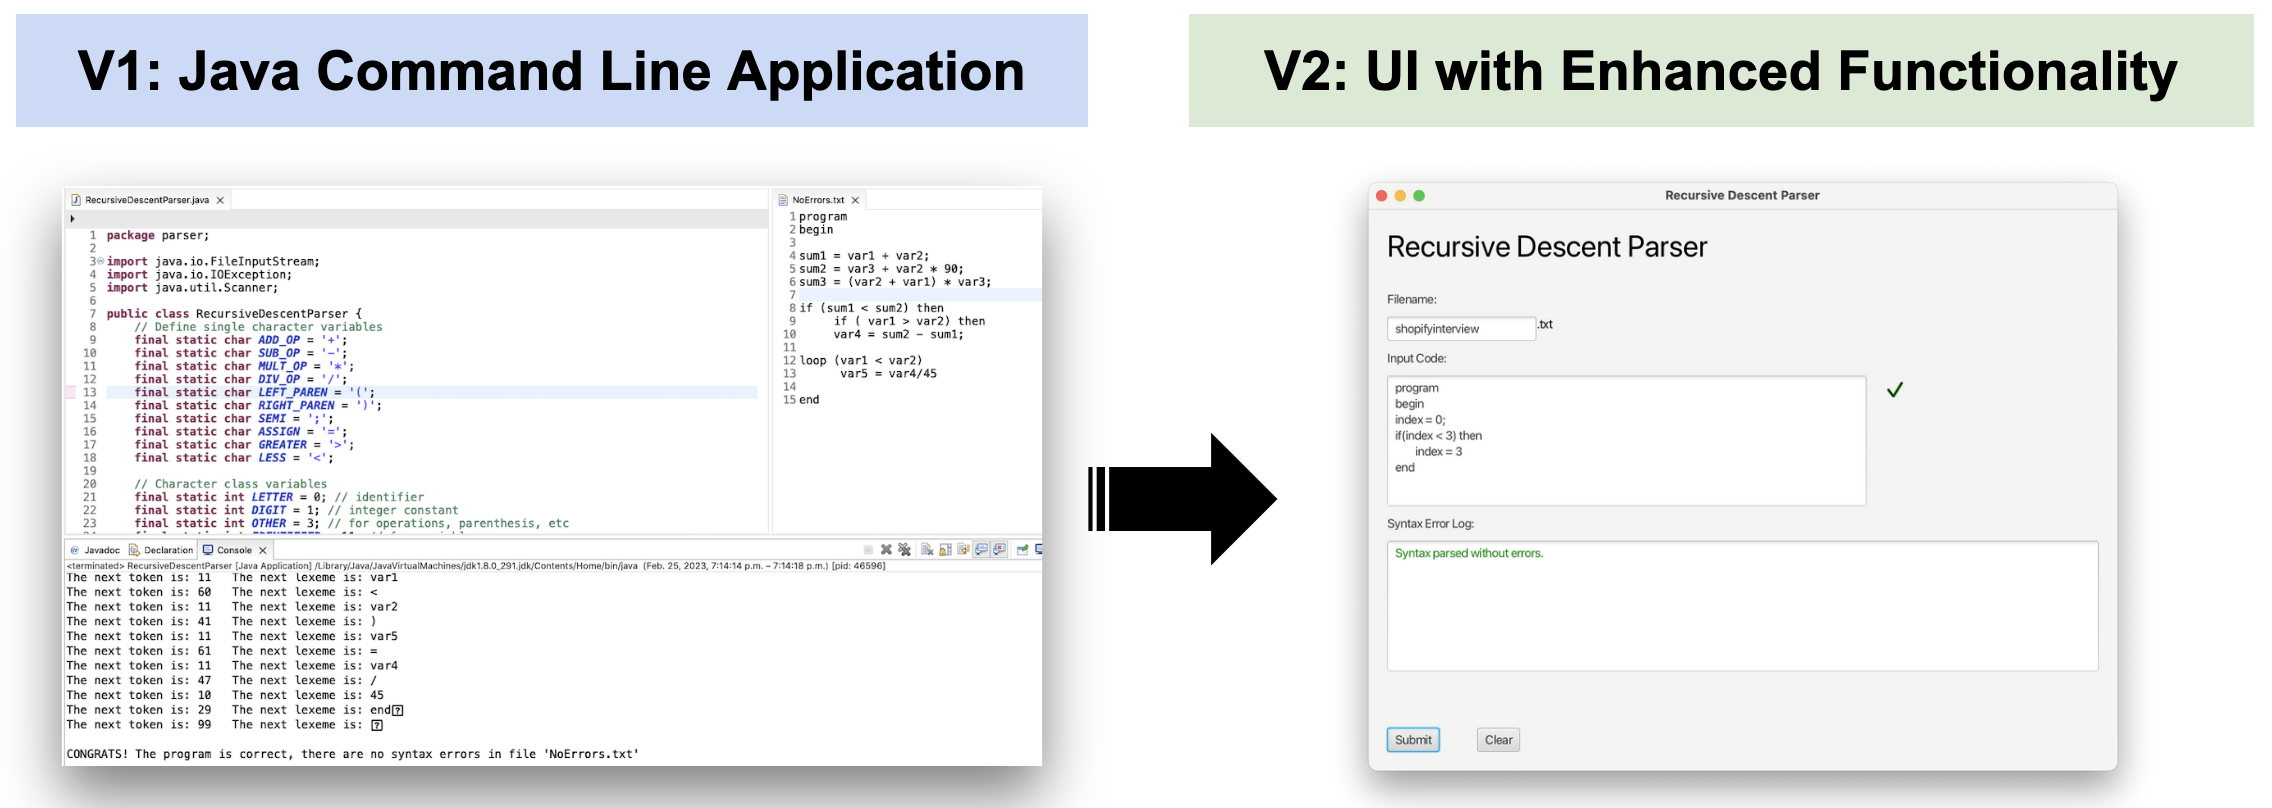 V1: Java Command Line Application
V2: UI with Enhanced Functionality
RecursiveDescentParser.java
1 package parser;
2
3 import java.io.FileInputStream;
4 import java.io.IOException;
5 import java.util.Scanner;
6
7 public class RecursiveDescentParser {
8 // Define single character variables
9 final static char ADD_OP = '+';
10 final static char SUB_OP = '-';
11 final static char MULT_OP = '*';
12 final static char DIV_OP = '/';
13 final static char LEFT_PAREN = '(';
14 final static char RIGHT_PAREN = ')';
15 final static char SEMI = ';';
16 final static char ASSIGN = '=';
17 final static char GREATER = '>';
18 final static char LESS = '<';
19
20 // Character class variables
21 final static int LETTER = 0; // identifier
22 final static int DIGIT = 1; // integer constant
23 final static int OTHER = 3; // for operations, parenthesis, etc
NoErrors.txt
1 program
2 begin
3
4 sum1 = var1 + var2;
5 sum2 = var3 + var2 * 90;
6 sum3 = (var2 + var1) * var3;
7
8 if (sum1 < sum2) then
9 if ( var1 > var2) then
10 var4 = sum2 - sum1;
11
12 loop (var1 < var2)
13 var5 = var4/45
14
15 end
@ Javadoc Declaration Console
<terminated> RecursiveDescentParser [Java Application] /Library/Java/JavaVirtualMachines/jdk1.8.0_291.jdk/Contents/Home/bin/java (Feb. 25, 2023, 7:14:14 p.m. – 7:14:18 p.m.) [pid: 46596]
The next token is: 11 The next lexeme is: var1
The next token is: 60 The next lexeme is: <
The next token is: 11 The next lexeme is: var2
The next token is: 41 The next lexeme is: )
The next token is: 11 The next lexeme is: var5
The next token is: 61 The next lexeme is: =
The next token is: 11 The next lexeme is: var4
The next token is: 47 The next lexeme is: /
The next token is: 10 The next lexeme is: 45
The next token is: 29 The next lexeme is: end?
The next token is: 99 The next lexeme is: ?
CONGRATS! The program is correct, there are no syntax errors in file 'NoErrors.txt'
Recursive Descent Parser
Recursive Descent Parser
Filename:
shopifyinterview .txt
Input Code:
program
begin
index = 0;
if(index < 3) then
index = 3
end
Syntax Error Log:
Syntax parsed without errors.
Submit Clear